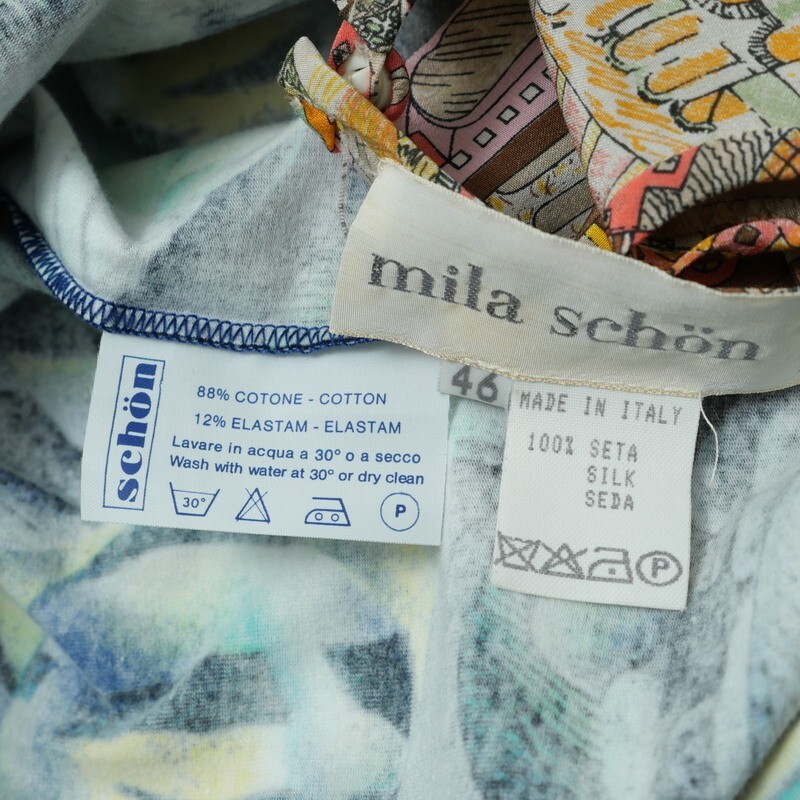 mila schön
46
MADE IN ITALY
100% SETA
SILK
SEDA
P
schön
88% COTONE - COTTON
12% ELASTAM - ELASTAM
Lavare in acqua a 30° o a secco
Wash with water at 30° or dry clean
30°
P